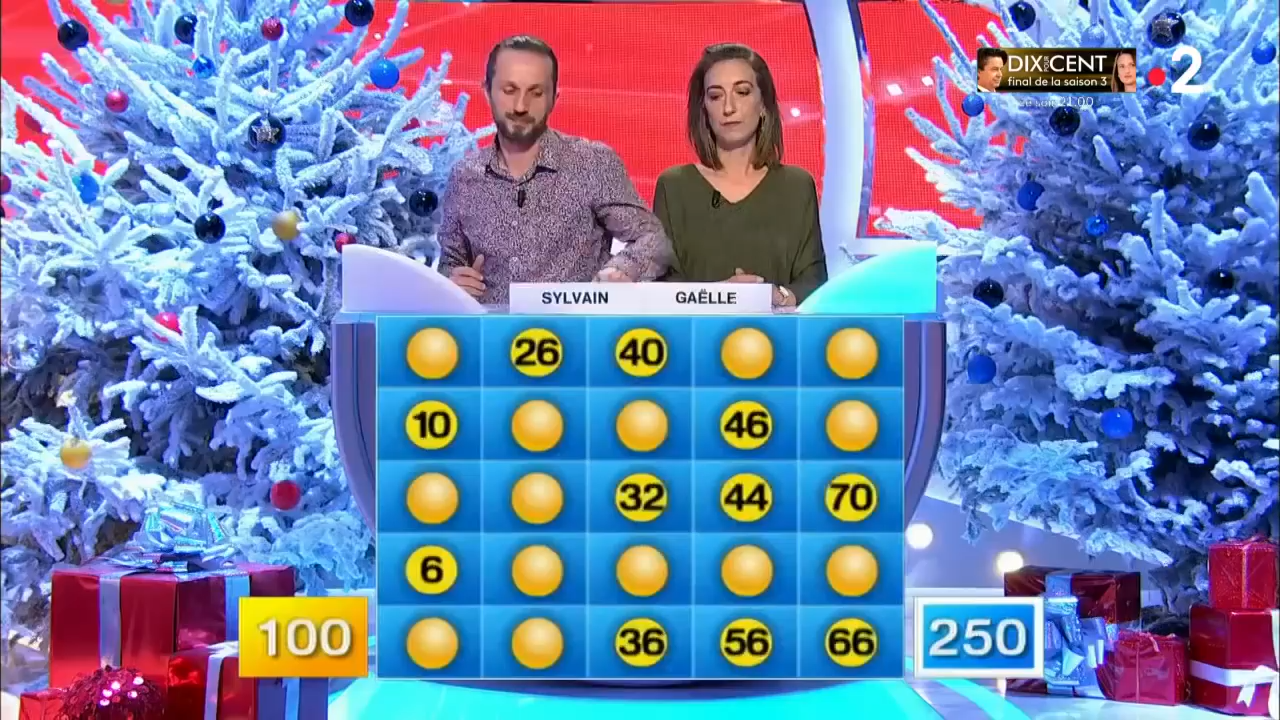 DIX POUR CENT
final de la saison 3
ce soir 21:00
2
SYLVAIN GAËLLE
26 40
10 46
32 44 70
6
36 56 66
100
250